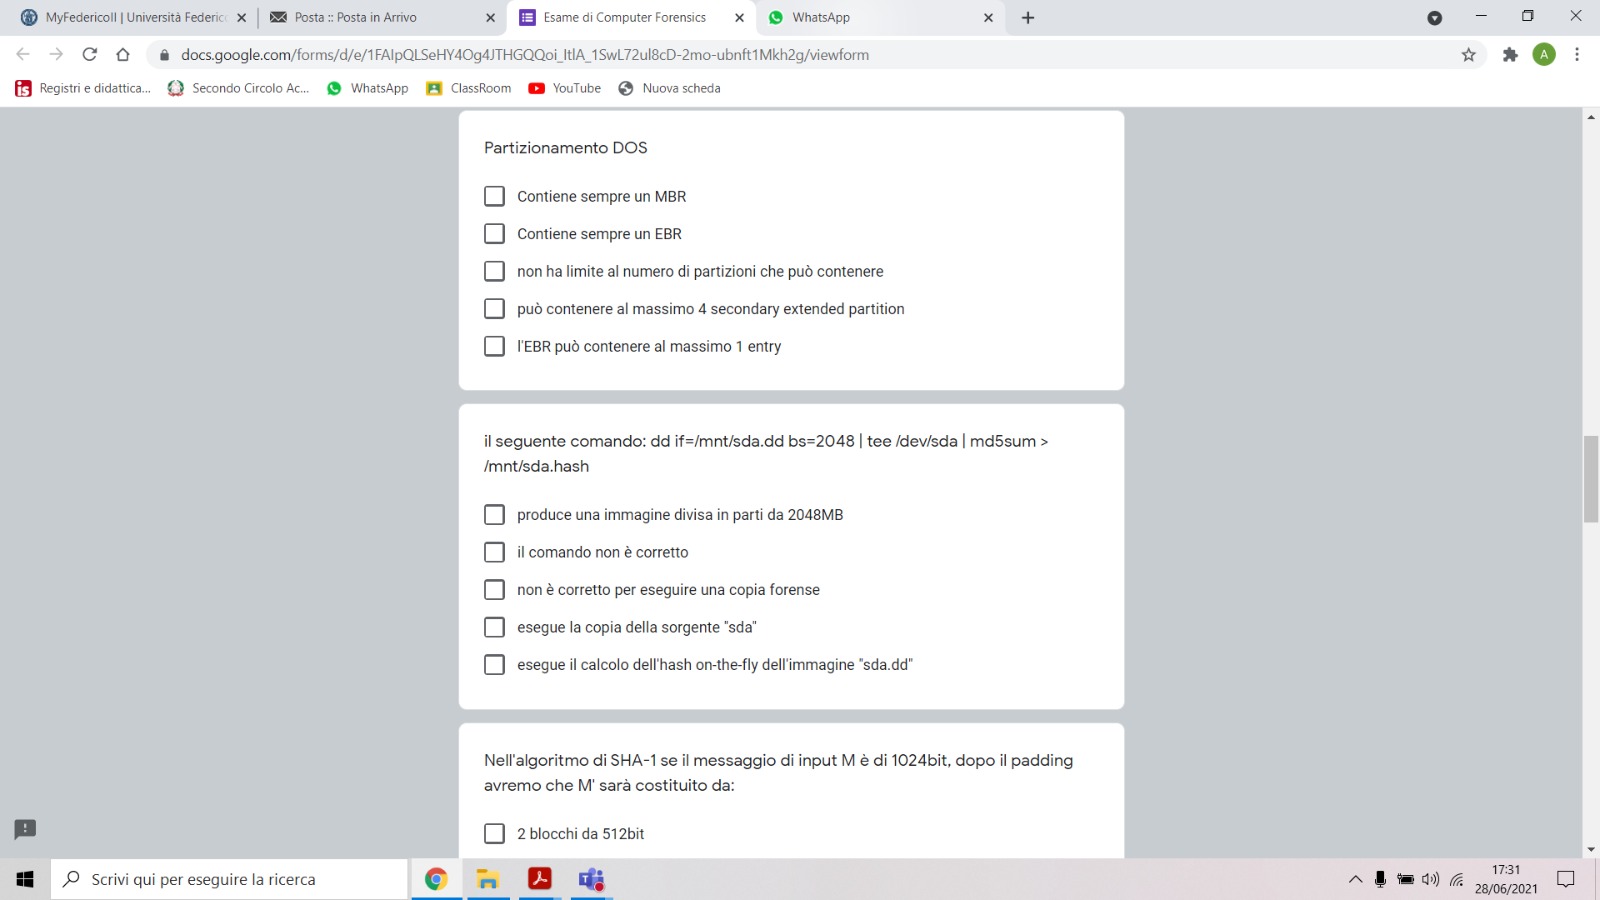 MyFedericoII | Università Federic
Posta :: Posta in Arrivo
Esame di Computer Forensics
WhatsApp
docs.google.com/forms/d/e/1FAIpQLSeHY4Og4JTHGQQoi_ItlA_1SwL72ul8cD-2mo-ubnft1Mkh2g/viewform
A
Registri e didattica...
Secondo Circolo Ac...
WhatsApp
ClassRoom
YouTube
Nuova scheda
Partizionamento DOS
Contiene sempre un MBR
Contiene sempre un EBR
non ha limite al numero di partizioni che può contenere
può contenere al massimo 4 secondary extended partition
l'EBR può contenere al massimo 1 entry
il seguente comando: dd if=/mnt/sda.dd bs=2048 | tee /dev/sda | md5sum >
/mnt/sda.hash
produce una immagine divisa in parti da 2048MB
il comando non è corretto
non è corretto per eseguire una copia forense
esegue la copia della sorgente "sda"
esegue il calcolo dell'hash on-the-fly dell'immagine "sda.dd"
Nell'algoritmo di SHA-1 se il messaggio di input M è di 1024bit, dopo il padding
avremo che M' sarà costituito da:
2 blocchi da 512bit
Scrivi qui per eseguire la ricerca
17:31
28/06/2021